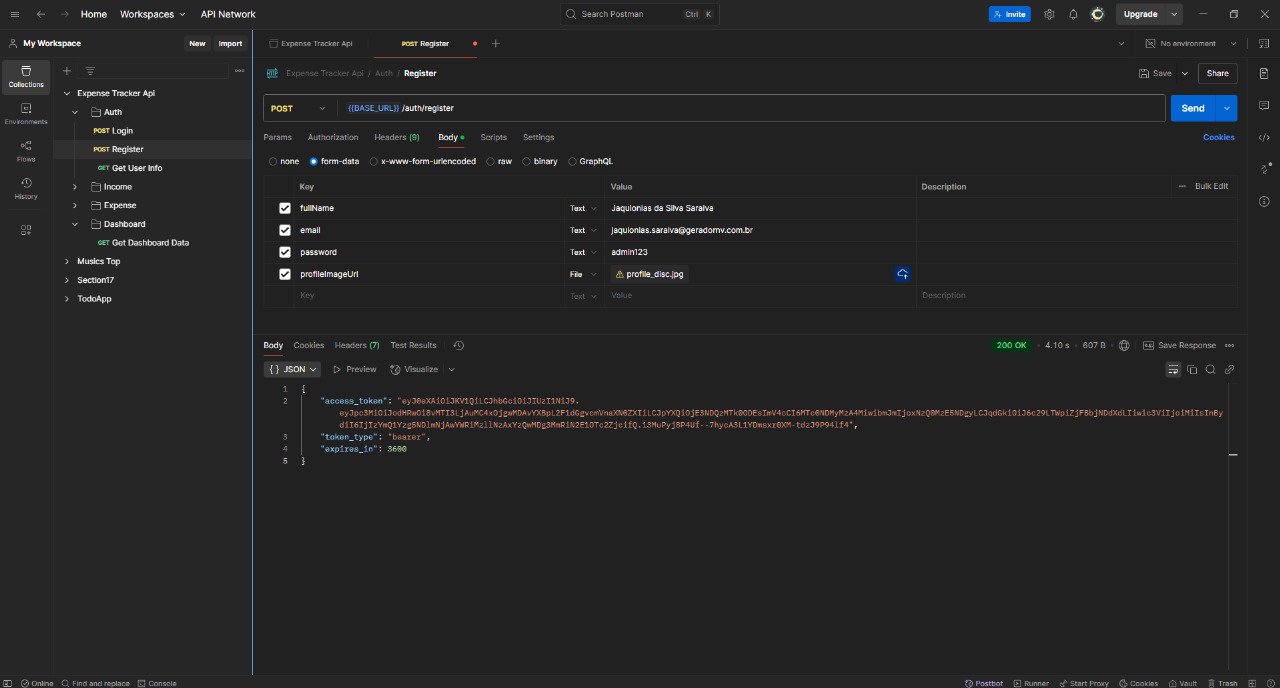 Home Workspaces API Network Search Postman Ctrl K Invite Upgrade
My Workspace New Import Expense Tracker Api POST Register No environment
Collections
Environments
Flows
History
Expense Tracker Api
Auth
POST Login
POST Register
GET Get User Info
Income
Expense
Dashboard
GET Get Dashboard Data
Musics Top
Section17
TodoApp
Expense Tracker Api / Auth / Register Save Share
POST {{BASE_URL}} /auth/register Send
Params Authorization Headers (9) Body Scripts Settings Cookies
none form-data x-www-form-urlencoded raw binary GraphQL
Key Value Description Bulk Edit
fullName Text Jaquionias da Silva Saraiva
email Text jaquionias.saraiva@geradornv.com.br
password Text admin123
profileImageUrl File profile_disc.jpg
Key Text Value Description
Body Cookies Headers (7) Test Results 200 OK 4.10 s 607 B Save Response
{} JSON Preview Visualize
1 {
2 "access_token":
3 "token_type": "bearer",
4 "expires_in": 3600
5 }
Online Find and replace Console Postbot Runner Start Proxy Cookies Vault Trash